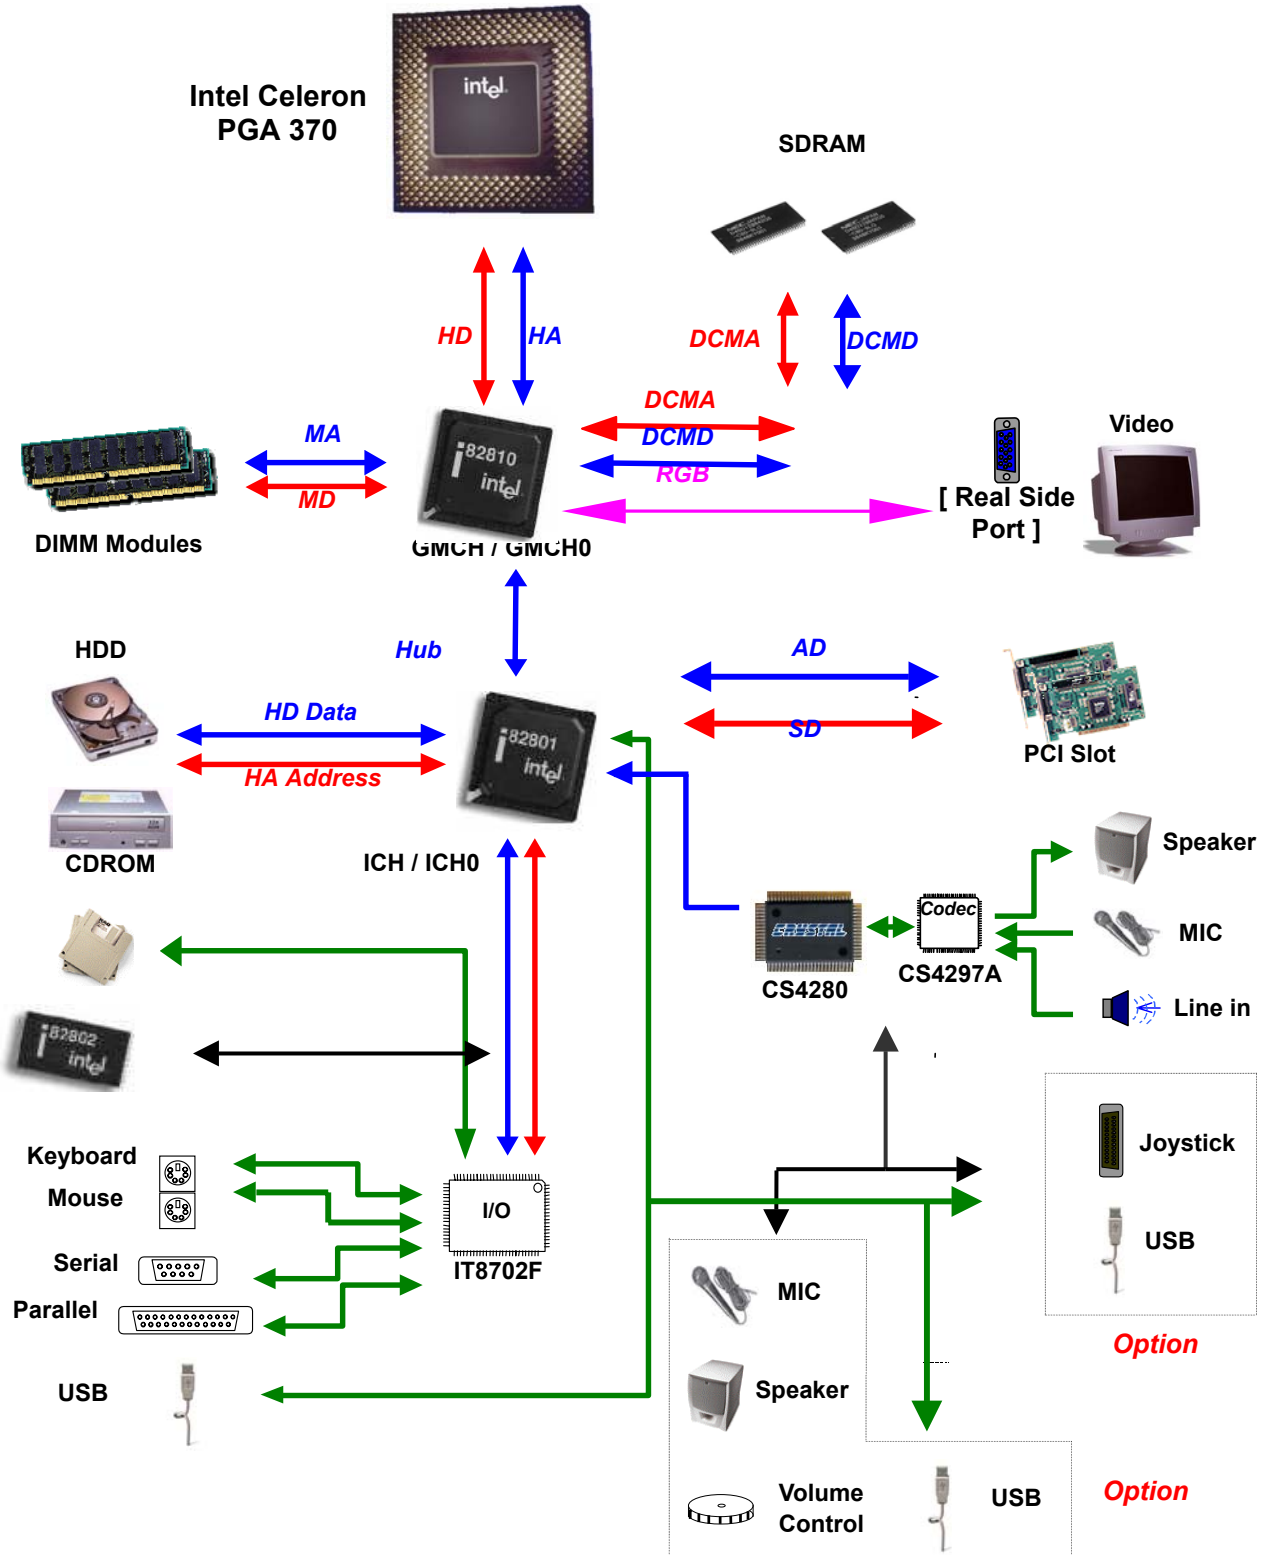 Intel Celeron
PGA 370
intel.
SDRAM
HD
HA
DCMA
DCMD
DCMA
DCMD
RGB
MA
MD
i 82810
intel
Video
[ Real Side
Port ]
DIMM Modules
GMCH / GMCH0
HDD
Hub
AD
SD
HD Data
HA Address
i 82801
intel
PCI Slot
CDROM
ICH / ICH0
Speaker
Codec
CRYSTAL
MIC
CS4280
CS4297A
Line in
i 82802
intel
Keyboard
Mouse
I/O
Joystick
Serial
IT8702F
USB
Parallel
MIC
Option
USB
Speaker
Volume
Control
USB
Option